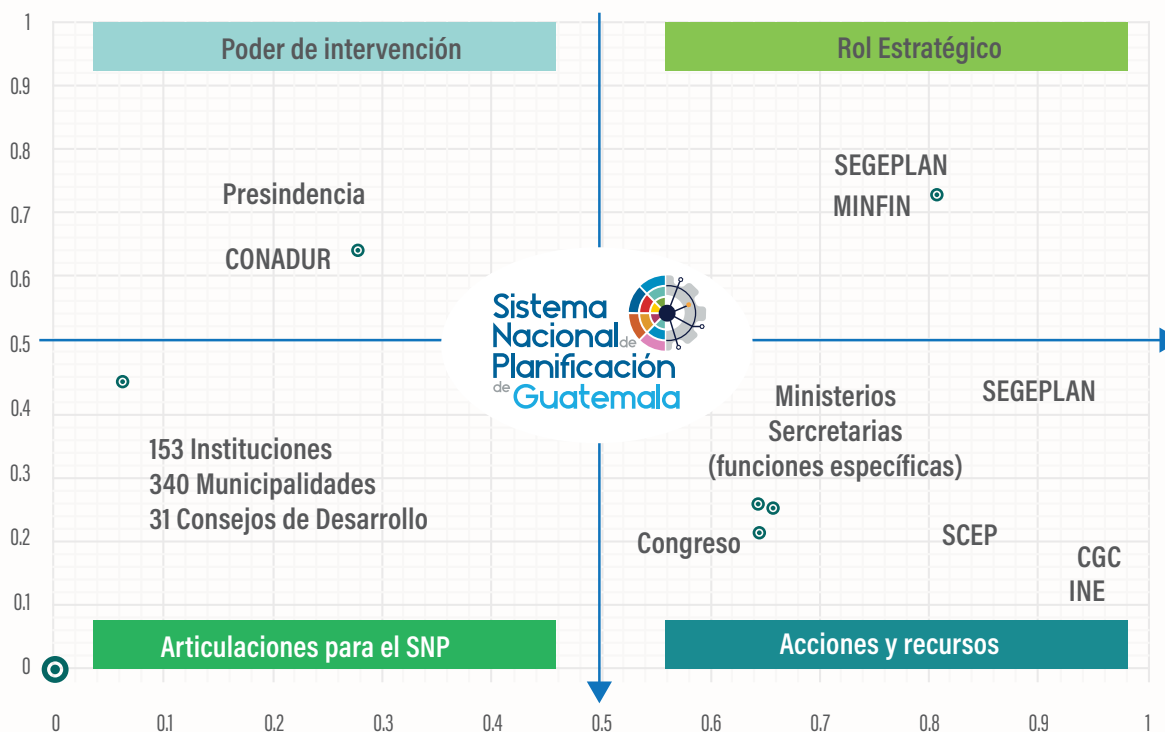 1
0.9
0.8
0.7
0.6
0.5
0.4
0.3
0.2
0.1
0
Poder de intervención
Rol Estratégico
Presindencia
CONADUR
SEGEPLAN
MINFIN
Sistema
Nacional de
Planificación
de Guatemala
153 Instituciones
340 Municipalidades
31 Consejos de Desarrollo
Ministerios
Sercretarias
(funciones específicas)
SEGEPLAN
Congreso
SCEP
CGC
INE
Articulaciones para el SNP
Acciones y recursos
0
0.1
0.2
0.3
0.4
0.5
0.6
0.7
0.8
0.9
1